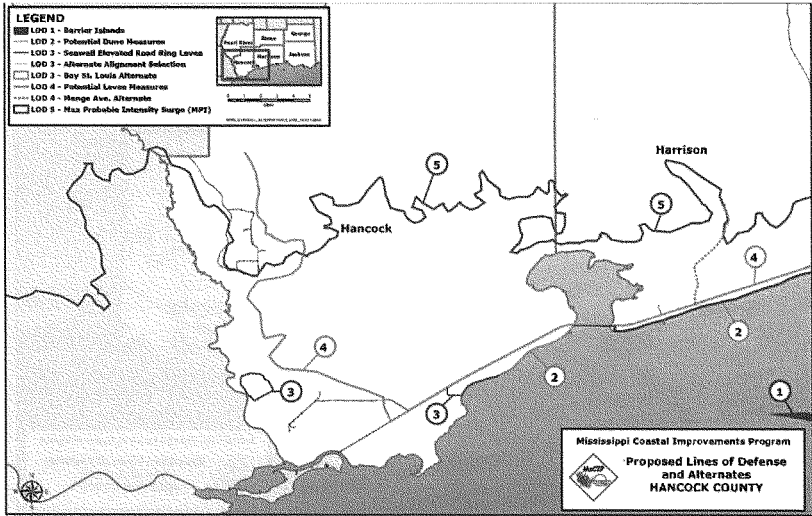 LEGEND
LOD 1 - Barrier Islands
LOD 2 - Potential Dune Measures
LOD 3 - Seawall Elevated Road Ring Levee
LOD 3 - Alternate Alignment Selection
LOD 3 - Bay St. Louis Alternate
LOD 4 - Potential Levee Measures
LOD 4 - Menge Ave. Alternate
LOD 5 - Max Probable Intensity Surge (MPI)
Pearl River
Stone
George
Hancock
Jackson
Harrison
5
Hancock
5
4
4
2
3
3
2
1
N
Mississippi Coastal Improvements Program
MsCIP
Proposed Lines of Defense
and Alternates
HANCOCK COUNTY